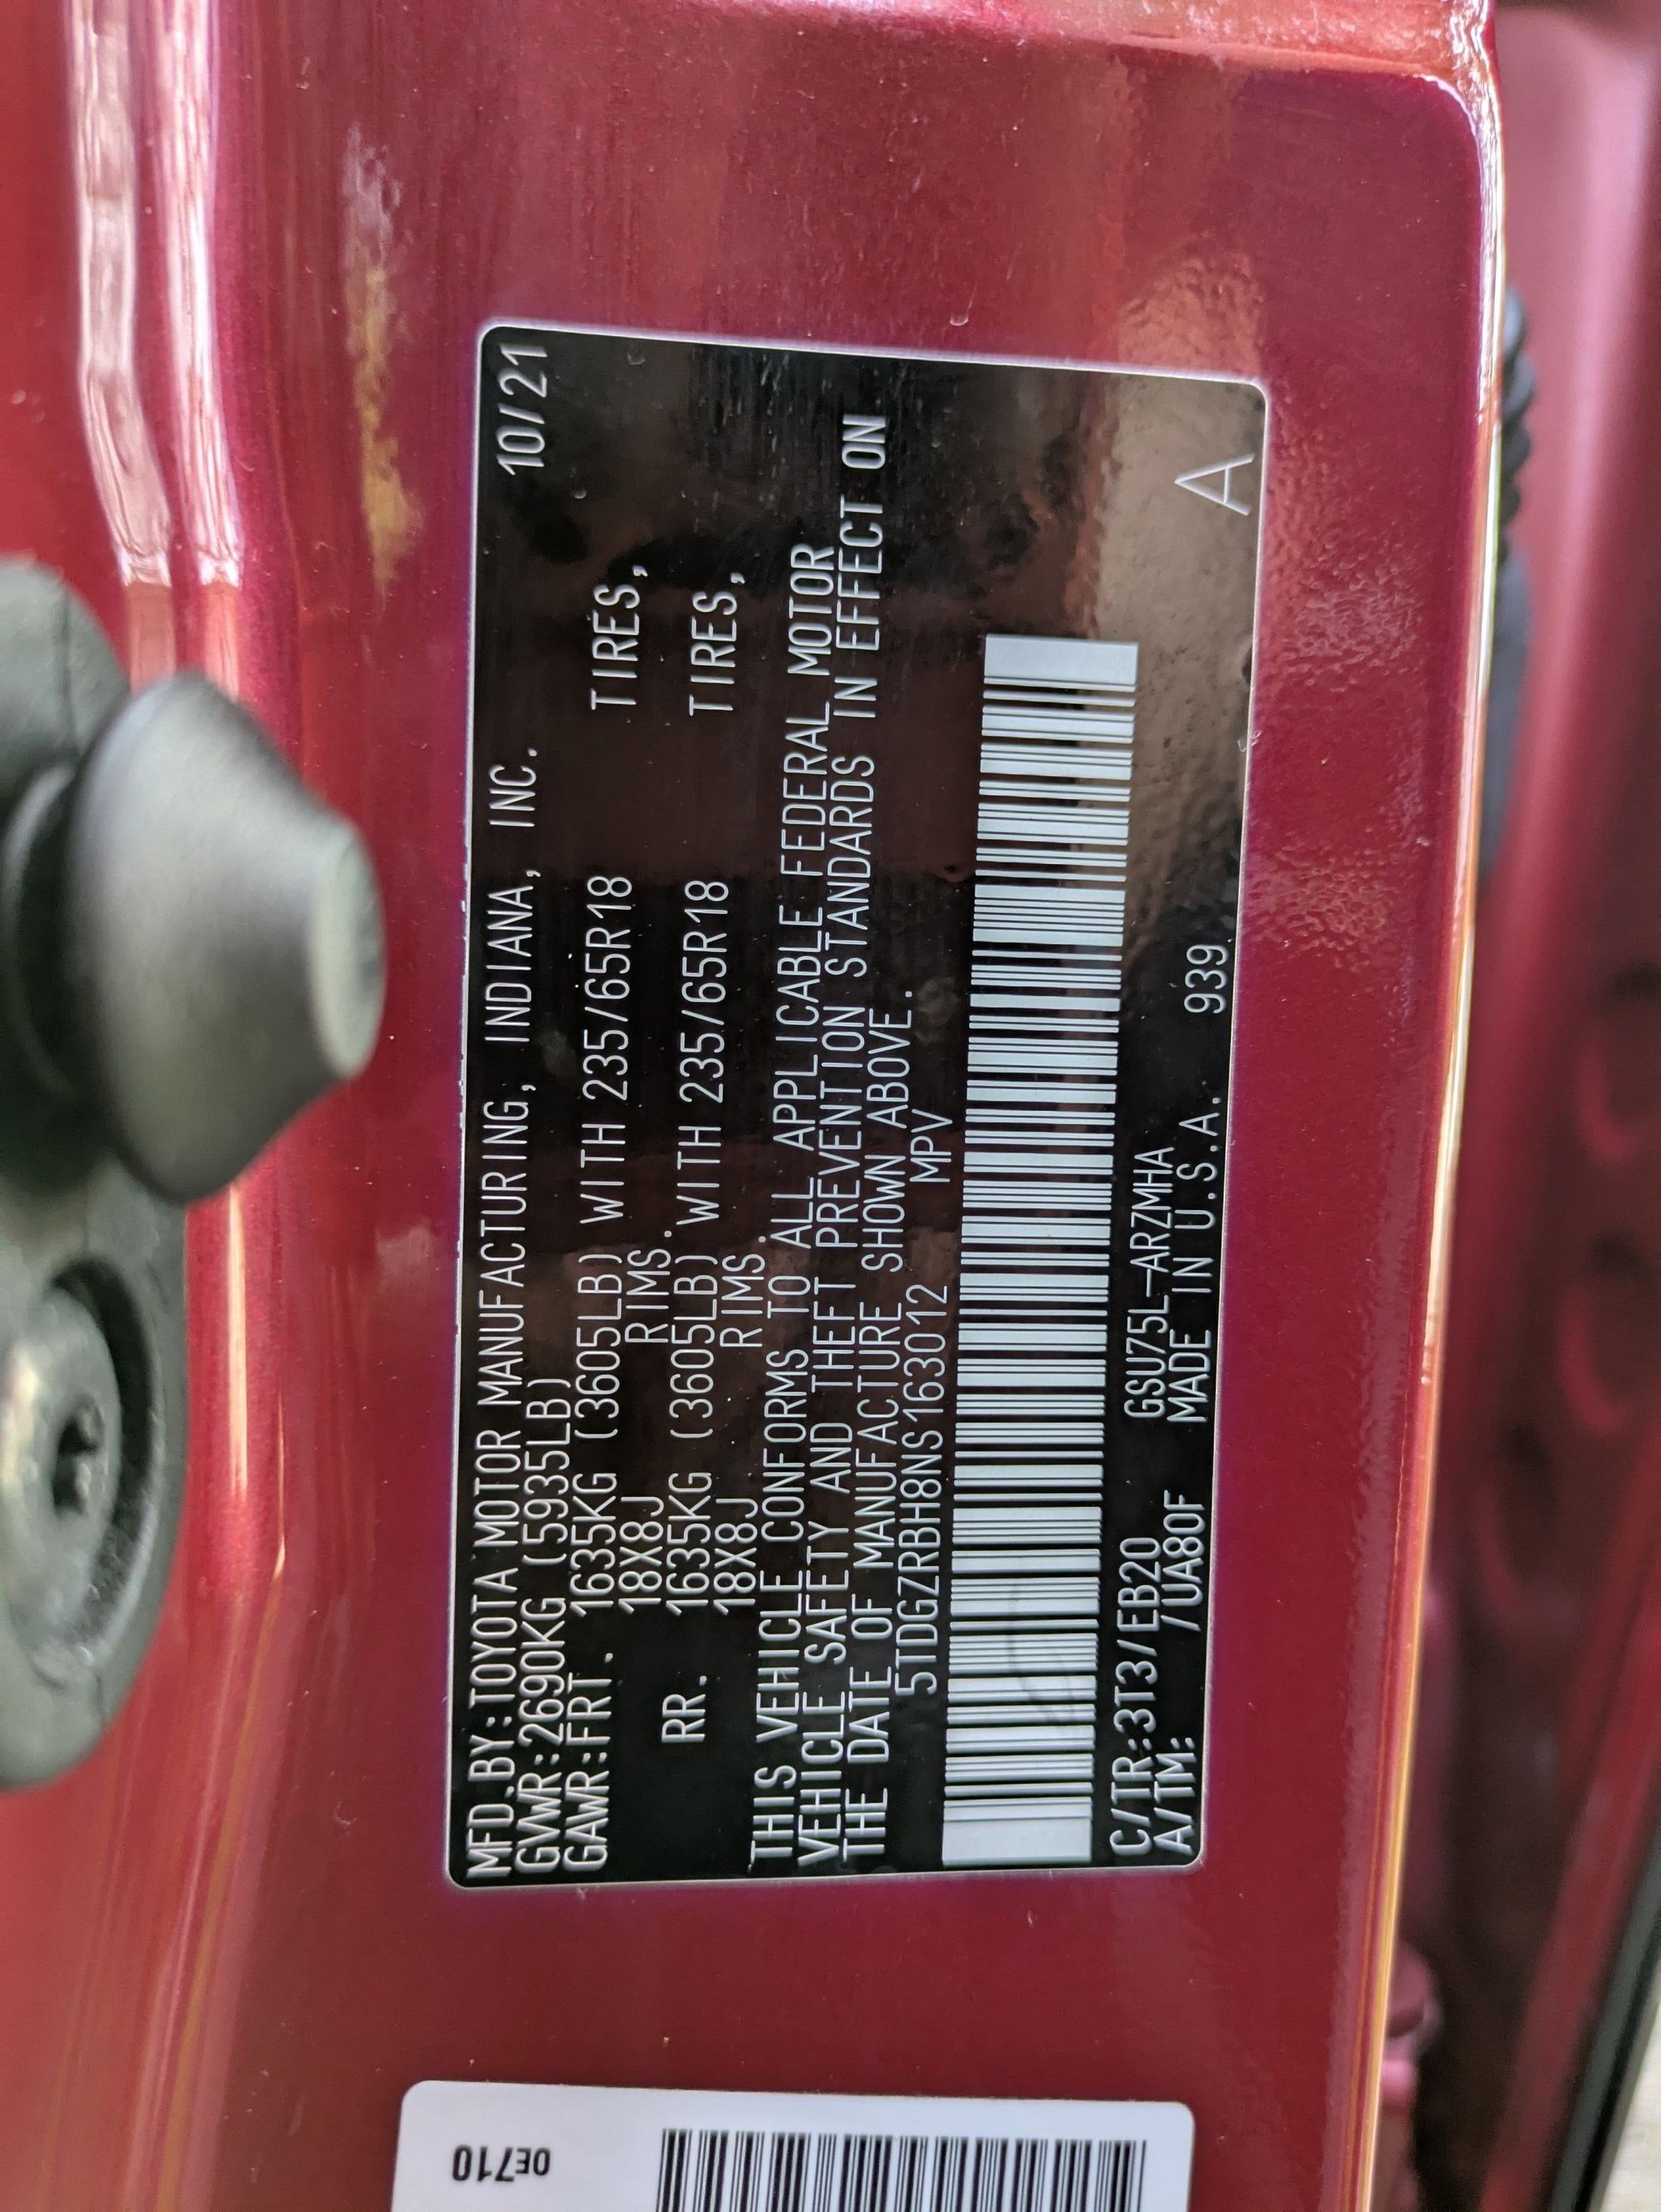 MFD.BY:TOYOTA MOTOR MANUFACTURING, INDIANA, INC. 10/21
GVWR:2690KG (5935LB)
GAWR:FRT. 1635KG (3605LB) WITH 235/65R18 TIRES,
18X8J RIMS.
RR. 1635KG (3605LB) WITH 235/65R18 TIRES,
18X8J RIMS.
THIS VEHICLE CONFORMS TO ALL APPLICABLE FEDERAL MOTOR
VEHICLE SAFETY AND THEFT PREVENTION STANDARDS IN EFFECT ON
THE DATE OF MANUFACTURE SHOWN ABOVE.
5TDGZRBH8NS163012 MPV
C/TR:3T3/EB20 GSU75L-ARZMHA
A/TM: /UA80F MADE IN U.S.A. 939 A
0E710